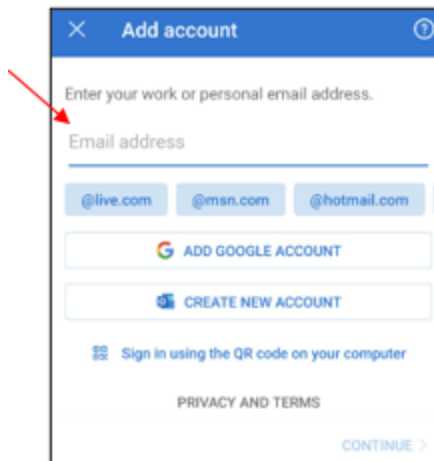 Add account
Enter your work or personal email address.
Email address
@live.com @msn.com @hotmail.com
ADD GOOGLE ACCOUNT
CREATE NEW ACCOUNT
Sign in using the QR code on your computer
PRIVACY AND TERMS
CONTINUE